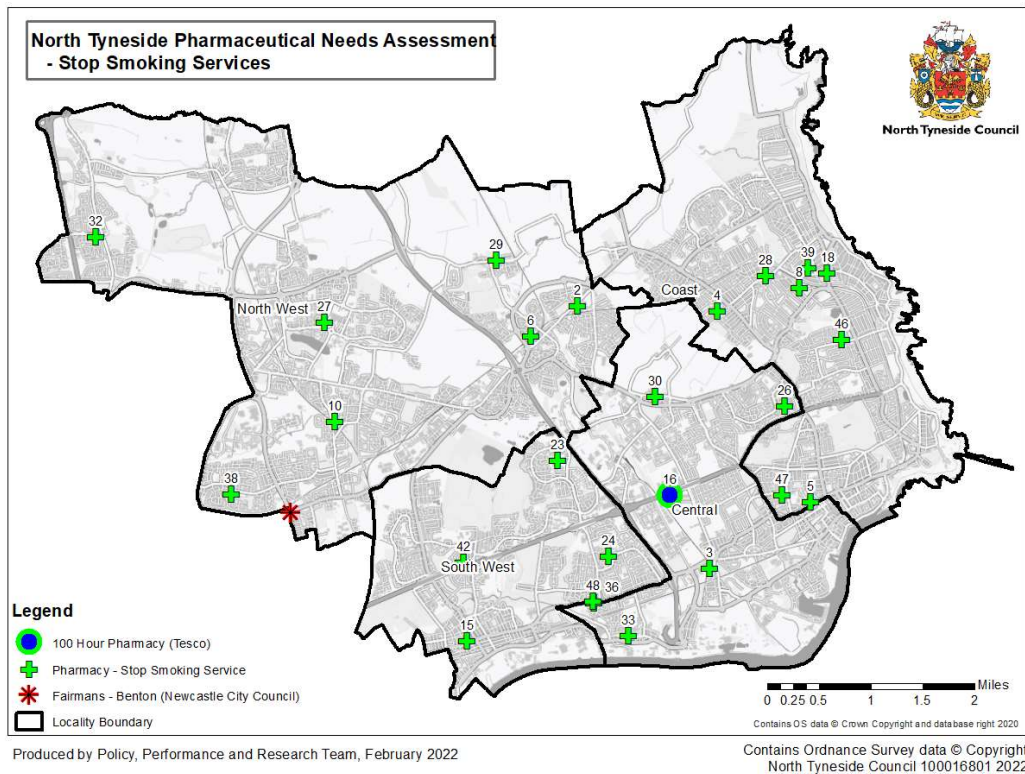 North Tyneside Pharmaceutical Needs Assessment
- Stop Smoking Services
North Tyneside Council
32
29
2
27
North West
6
10
38
Coast
4
28
39
8
18
46
30
26
23
16
Central
47
5
24
3
42
South West
48 36
33
15
Legend
100 Hour Pharmacy (Tesco)
Pharmacy - Stop Smoking Service
Fairmans - Benton (Newcastle City Council)
Locality Boundary
Miles
0 0.25 0.5 1 2
Contains OS data © Crown Copyright and database right 2020
Produced by Policy, Performance and Research Team, February 2022
Contains Ordnance Survey data © Copyright
North Tyneside Council 100016801 2022